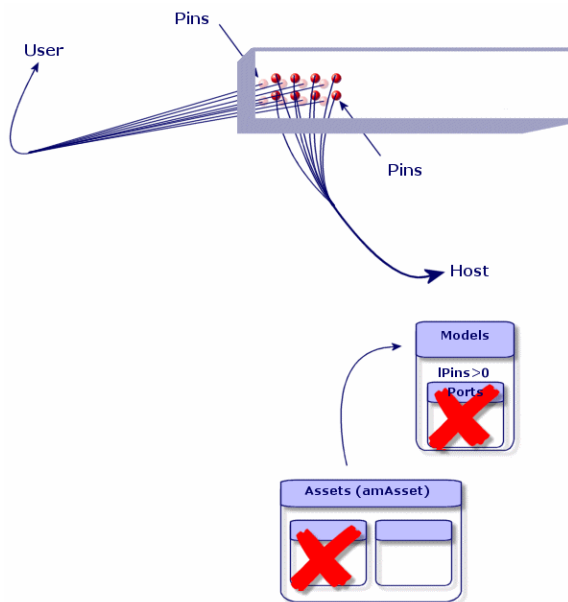 Pins
User
Pins
Host
Models
lPins>0
Ports
Assets (amAsset)